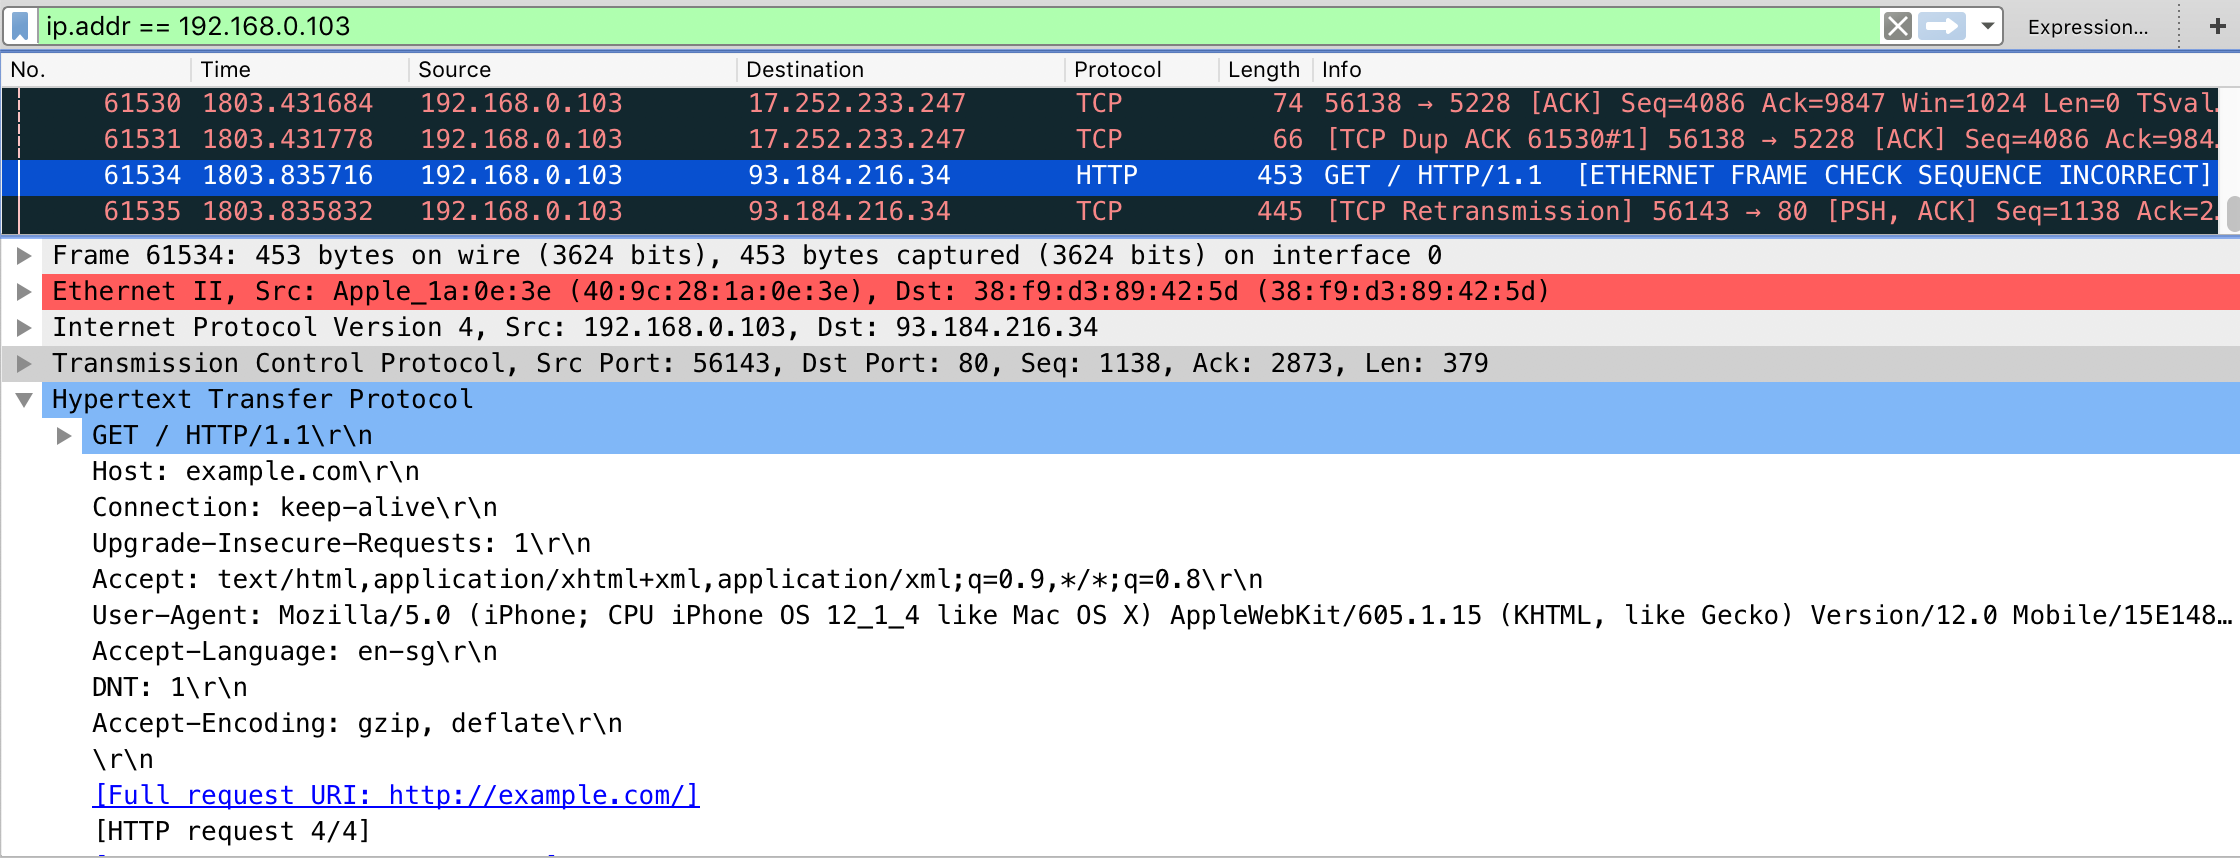 ip.addr == 192.168.0.103 Expression... +
No. Time Source Destination Protocol Length Info
61530 1803.431684 192.168.0.103 17.252.233.247 TCP 74 56138 → 5228 [ACK] Seq=4086 Ack=9847 Win=1024 Len=0 TSval…
61531 1803.431778 192.168.0.103 17.252.233.247 TCP 66 [TCP Dup ACK 61530#1] 56138 → 5228 [ACK] Seq=4086 Ack=984…
61534 1803.835716 192.168.0.103 93.184.216.34 HTTP 453 GET / HTTP/1.1 [ETHERNET FRAME CHECK SEQUENCE INCORRECT]
61535 1803.835832 192.168.0.103 93.184.216.34 TCP 445 [TCP Retransmission] 56143 → 80 [PSH, ACK] Seq=1138 Ack=2…
Frame 61534: 453 bytes on wire (3624 bits), 453 bytes captured (3624 bits) on interface 0
Ethernet II, Src: Apple_1a:0e:3e (40:9c:28:1a:0e:3e), Dst: 38:f9:d3:89:42:5d (38:f9:d3:89:42:5d)
Internet Protocol Version 4, Src: 192.168.0.103, Dst: 93.184.216.34
Transmission Control Protocol, Src Port: 56143, Dst Port: 80, Seq: 1138, Ack: 2873, Len: 379
Hypertext Transfer Protocol
GET / HTTP/1.1\r\n
Host: example.com\r\n
Connection: keep-alive\r\n
Upgrade-Insecure-Requests: 1\r\n
Accept: text/html,application/xhtml+xml,application/xml;q=0.9,*/*;q=0.8\r\n
User-Agent: Mozilla/5.0 (iPhone; CPU iPhone OS 12_1_4 like Mac OS X) AppleWebKit/605.1.15 (KHTML, like Gecko) Version/12.0 Mobile/15E148…
Accept-Language: en-sg\r\n
DNT: 1\r\n
Accept-Encoding: gzip, deflate\r\n
\r\n
[Full request URI: http://example.com/]
[HTTP request 4/4]